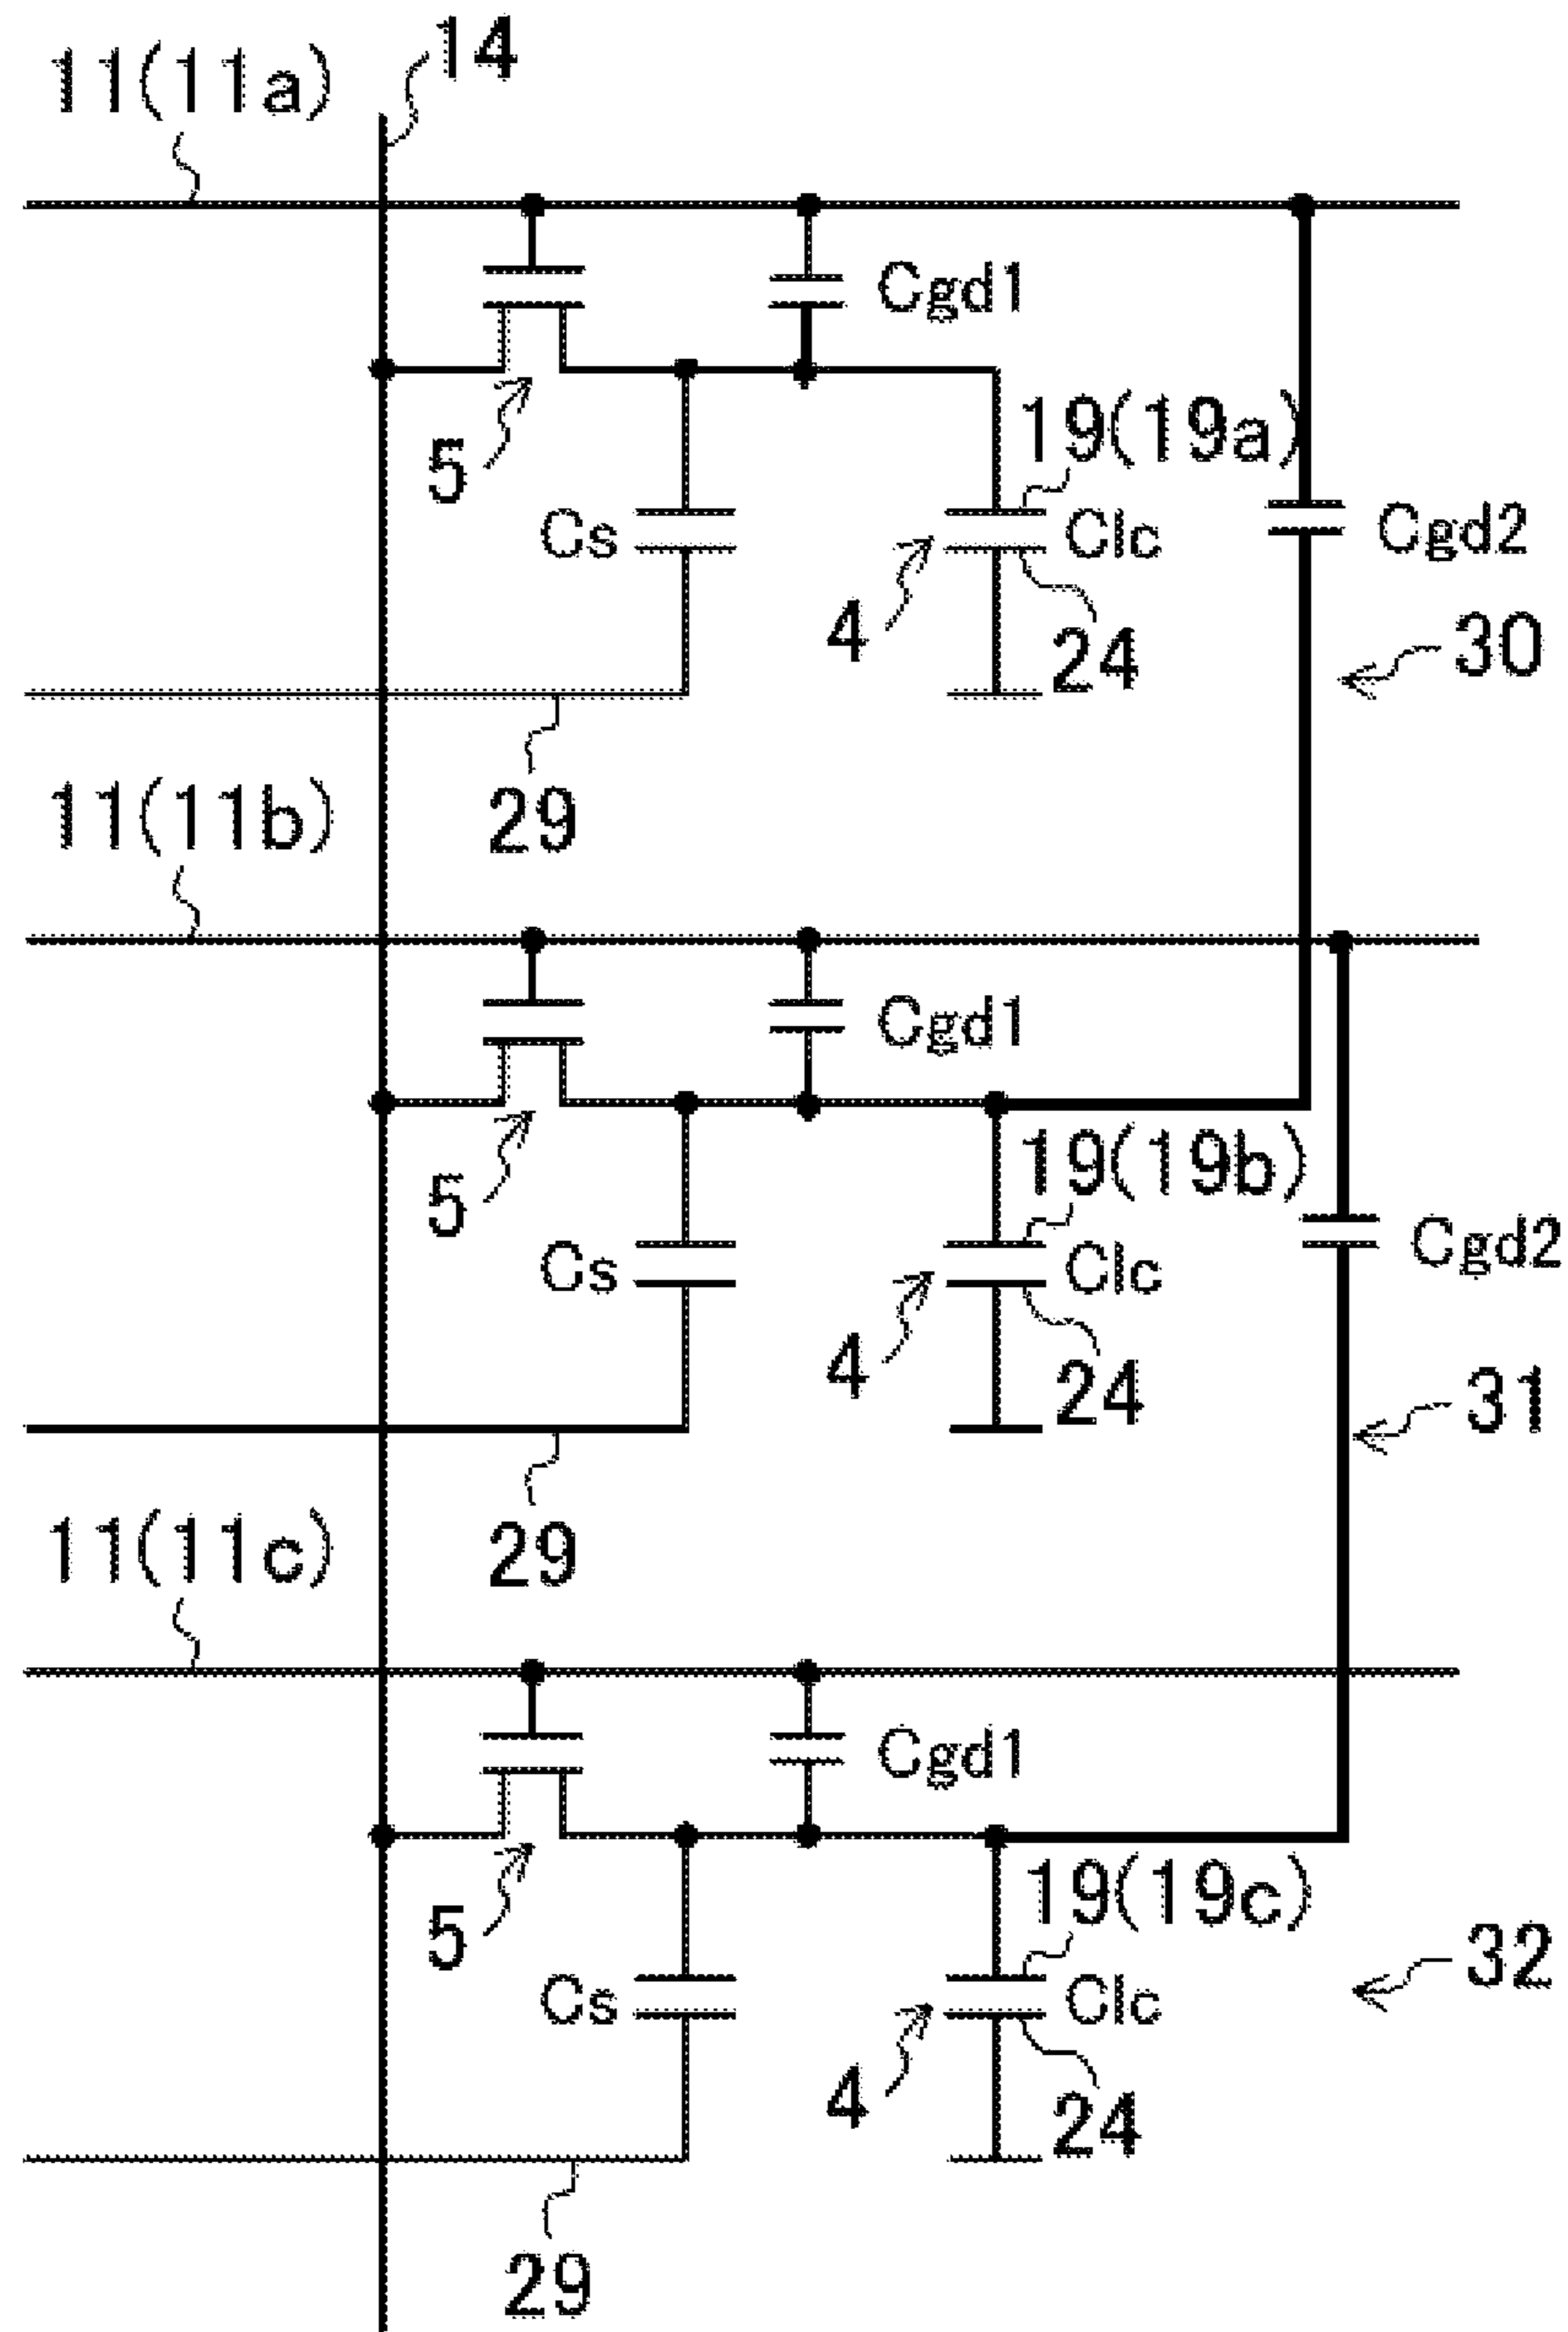 14
11(11a)
Cgd1
19(19a)
5
Cs
Clc
Cgd2
4
24
30
29
11(11b)
Cgd1
19(19b)
5
Cs
Clc
Cgd2
4
24
31
29
11(11c)
Cgd1
19(19c)
5
Cs
Clc
32
4
24
29